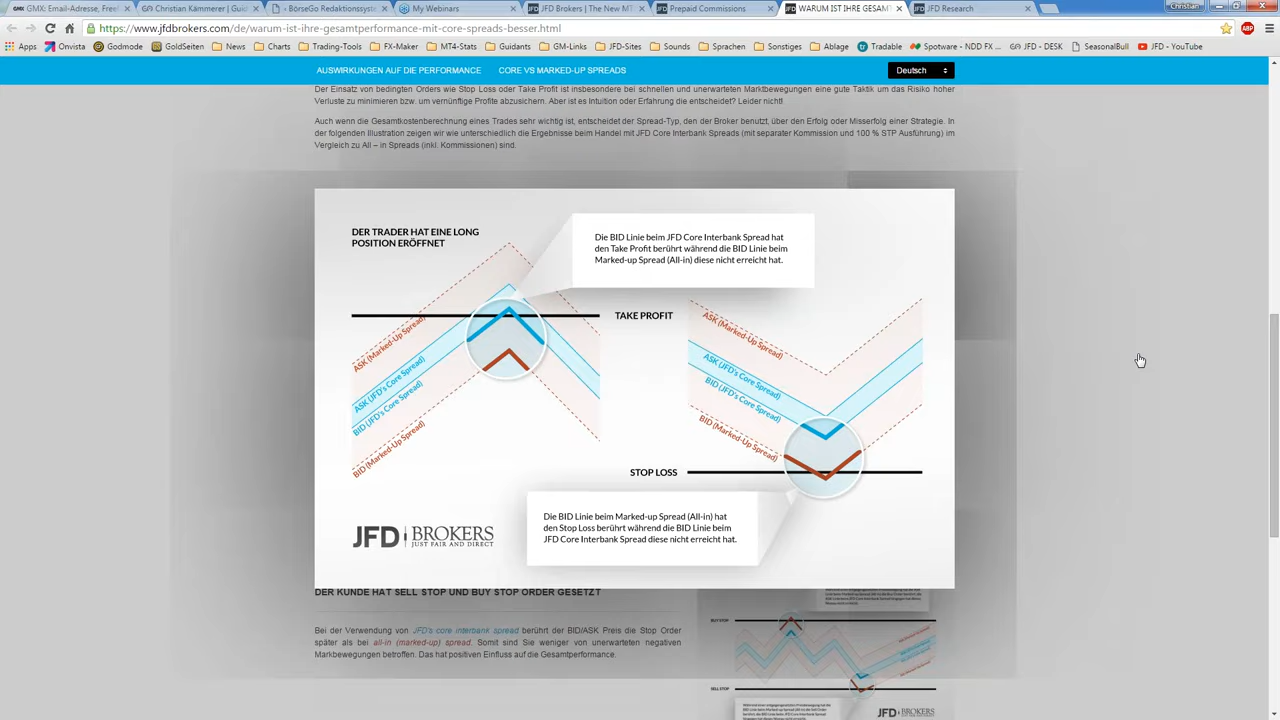 GMX: Email-Adresse, Freel
Christian Kämmerer | Guid
- BörseGo Redaktionssyste
My Webinars
JFD Brokers | The New MT
Prepaid Commissions
WARUM IST IHRE GESAMT
JFD Research
Christian
https://www.jfdbrokers.com/de/warum-ist-ihre-gesamtperformance-mit-core-spreads-besser.html
ABP
Apps Onvista Godmode GoldSeiten Charts Trading-Tools FX-Maker MT4-Stats Guidants GM-Links JFD-Sites Sounds Sprachen Sonstiges Ablage Tradable Spotware - NDD FX ... JFD - DESK SeasonalBull JFD - YouTube
AUSWIRKUNGEN AUF DIE PERFORMANCE CORE VS MARKED-UP SPREADS Deutsch
Der Einsatz von bedingten Orders wie Stop Loss oder Take Profit ist insbesondere bei schnellen und unerwarteten Marktbewegungen eine gute Taktik um das Risiko hoher
Verluste zu minimieren bzw. um vernünftige Profite abzusichern. Aber ist es Intuition oder Erfahrung die entscheidet? Leider nicht!
Auch wenn die Gesamtkostenberechnung eines Trades sehr wichtig ist, entscheidet der Spread-Typ, den der Broker benutzt, über den Erfolg oder Misserfolg einer Strategie. In
der folgenden Illustration zeigen wir wie unterschiedlich die Ergebnisse beim Handel mit JFD Core Interbank Spreads (mit separater Kommission und 100 % STP Ausführung) im
Vergleich zu All – in Spreads (inkl. Kommissionen) sind.
DER TRADER HAT EINE LONG
POSITION ERÖFFNET
Die BID Linie beim JFD Core Interbank Spread hat
den Take Profit berührt während die BID Linie beim
Marked-up Spread (All-in) diese nicht erreicht hat.
TAKE PROFIT
ASK (Marked-Up Spread)
ASK (JFD's Core Spread)
BID (JFD's Core Spread)
BID (Marked-Up Spread)
ASK (Marked-Up Spread)
ASK (JFD's Core Spread)
BID (JFD's Core Spread)
BID (Marked-Up Spread)
STOP LOSS
Die BID Linie beim Marked-up Spread (All-in) hat
den Stop Loss berührt während die BID Linie beim
JFD Core Interbank Spread diese nicht erreicht hat.
JFD BROKERS
JUST FAIR AND DIRECT
DER KUNDE HAT SELL STOP UND BUY STOP ORDER GESETZT
Bei der Verwendung von JFD's core interbank spread berührt der BID/ASK Preis die Stop Order
später als bei all-in (marked-up) spread. Somit sind Sie weniger von unerwarteten negativen
Markbewegungen betroffen. Das hat positiven Einfluss auf die Gesamtperformance.
BUY STOP
SELL STOP
JFD BROKERS